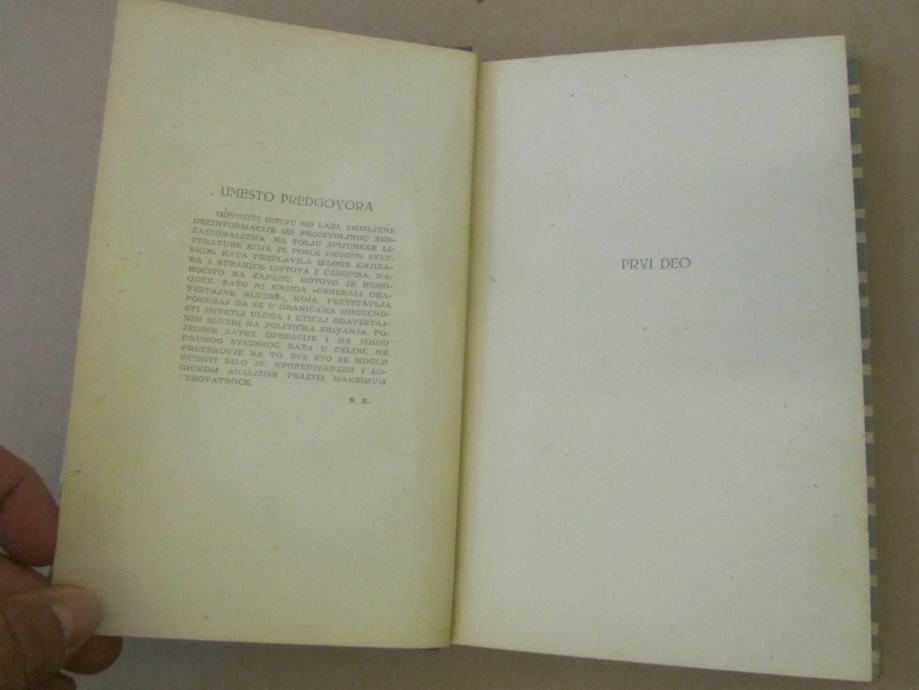 UMESTO PREDGOVORA
ODVOJITI ISTINU OD LAŽI, SMIŠLJENE
DEZINFORMACIJE OD PROIZVOLJNOG SEN-
ZACIONALIZMA NA POLJU ŠPIJUNSKE LI-
TERATURE KOJA JE POSLE DRUGOG SVET-
SKOG RATA PREPLAVILA IZLOGE KNJIŽA-
RA I STRANICE LISTOVA I ČASOPISA, NA-
ROČITO NA ZAPADU, GOTOVO JE NEMO-
GUĆE. ZATO NI KNJIGA «GENERALI OBA-
VEŠTAJNE SLUŽBE», KOJA PRETSTAVLJA
POKUŠAJ DA SE U GRANICAMA MOGUĆNO-
STI OSVETLI ULOGA I UTICAJ OBAVEŠTAJ-
NIH SLUŽBI NA POLITIČKA ZBIVANJA, PO-
JEDINE RATNE OPERACIJE I NA ISHOD
DRUGOG SVETSKOG RATA U CELINI, NE
PRETENDUJE NA TO. SVE ŠTO SE MOGLO
UČINITI BILO JE: UPOREĐIVANJEM I LO-
GIČKOM ANALIZOM TRAŽITI MAKSIMUM
VEROVATNOĆE.
S. K.
PRVI DEO